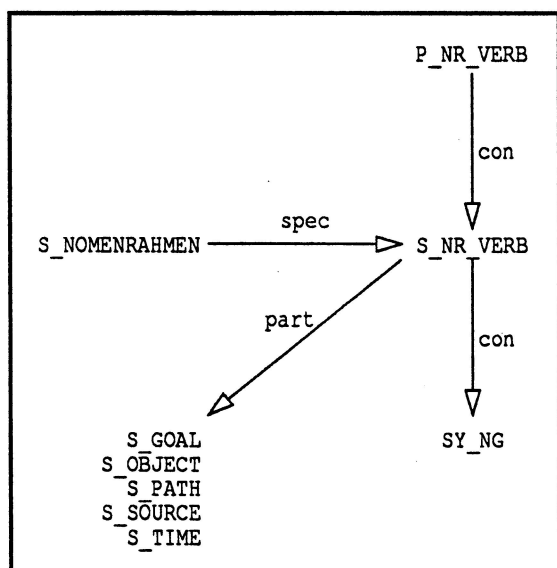 P_NR_VERB
con
spec
S_NOMENRAHMEN
S_NR_VERB
part
con
S_GOAL
SY_NG
S_OBJECT
S_PATH
S_SOURCE
S_TIME